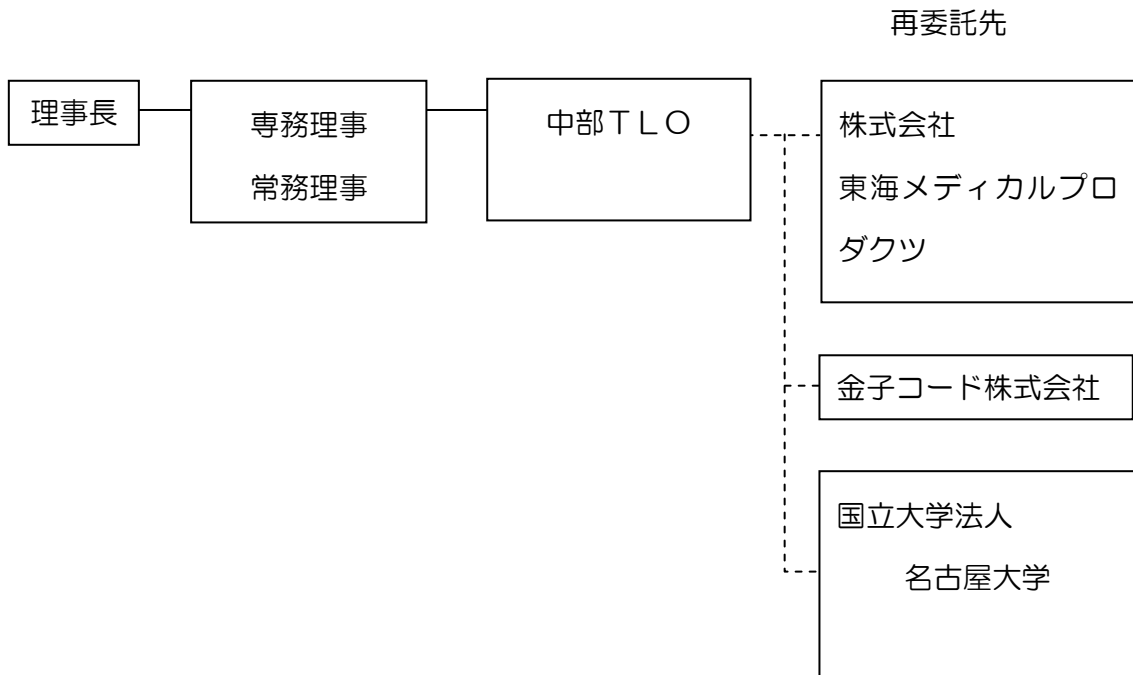 再委託先
理事長
専務理事
常務理事
中部ＴＬＯ
株式会社
東海メディカルプロ
ダクツ
金子コード株式会社
国立大学法人
名古屋大学